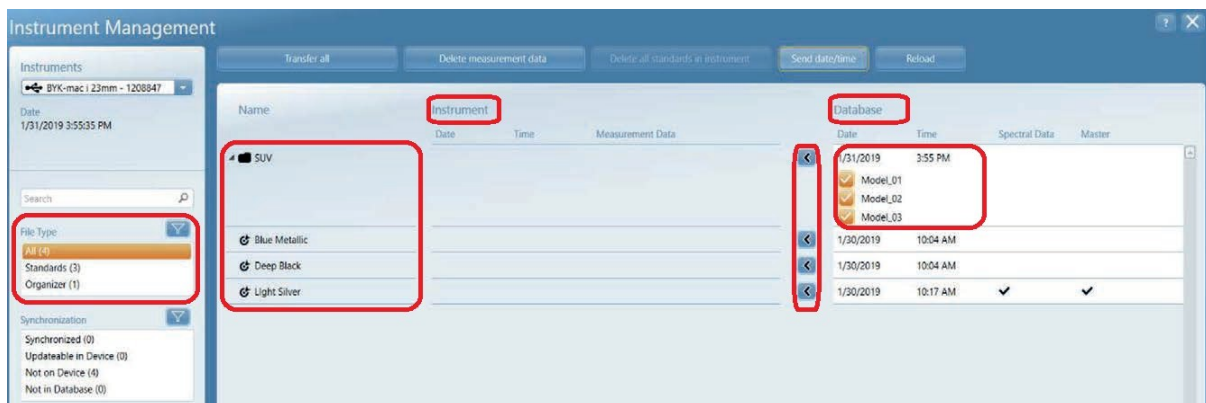 Instrument Management
?
Transfer all
Delete measurement data
Delete all standards in instrument
Send date/time
Reload
Instruments
BYK-mac i 23mm - 1208847
Date
1/31/2019 3:55:35 PM
Search
File Type
All (4)
Standards (3)
Organizer (1)
Synchronization
Synchronized (0)
Updateable in Device (0)
Not on Device (4)
Not in Database (0)
Name Instrument Database
Date Time Measurement Data Date Time Spectral Data Master
SUV 1/31/2019 3:55 PM
Model_01
Model_02
Model_03
Blue Metallic 1/30/2019 10:04 AM
Deep Black 1/30/2019 10:04 AM
Light Silver 1/30/2019 10:17 AM